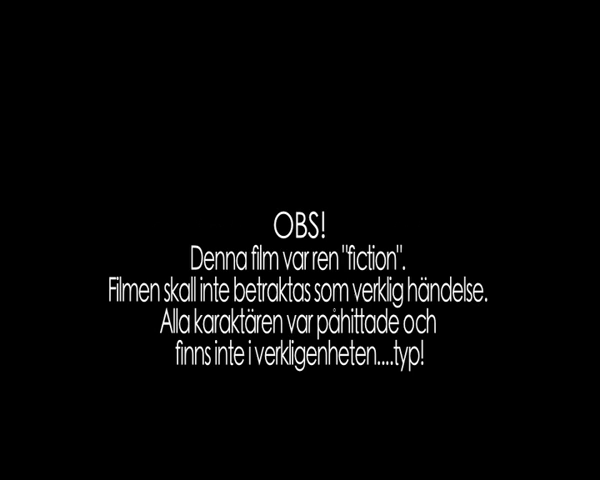 OBS!
Denna film var ren "fiction".
Filmen skall inte betraktas som verklig händelse.
Alla karaktären var påhittade och
finns inte i verkligenheten....typ!